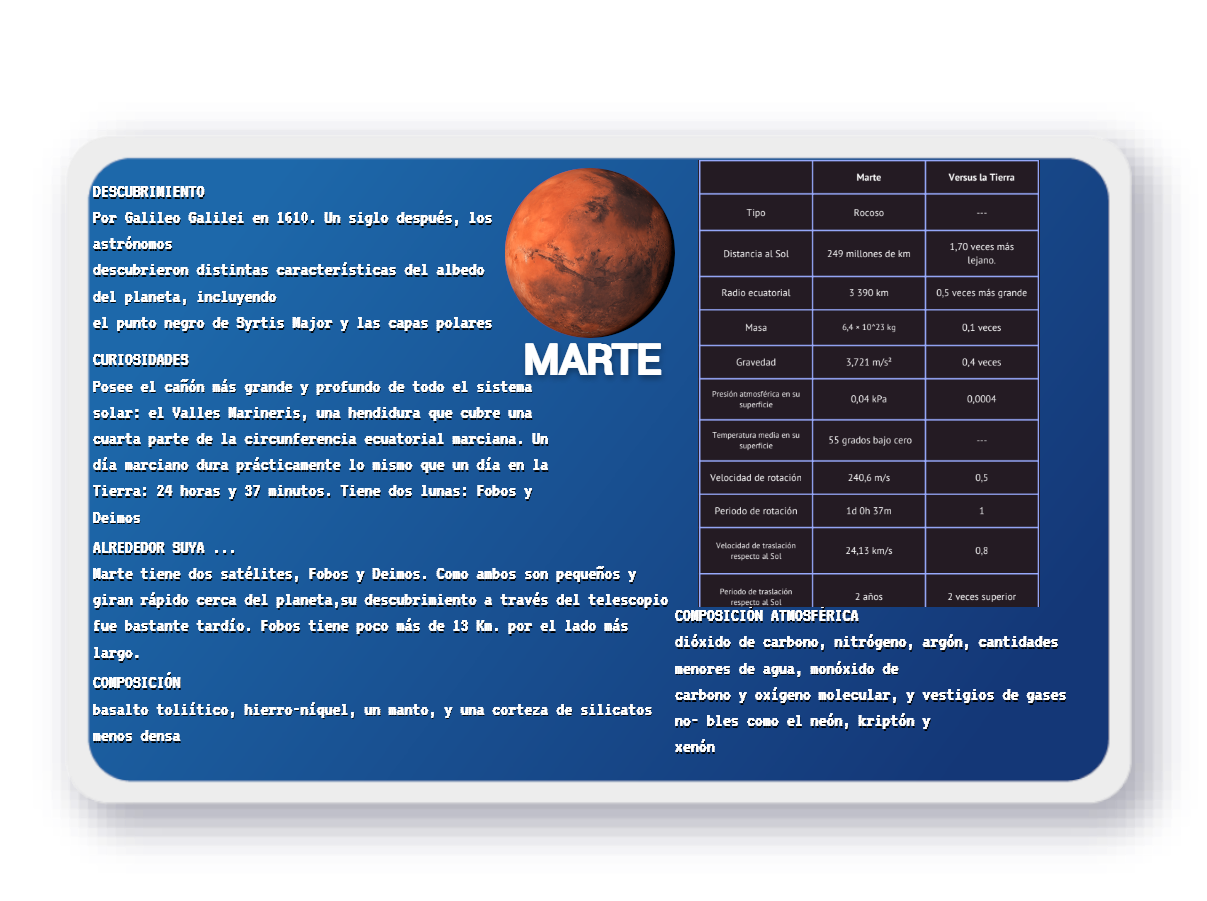 DESCUBRIMIENTO
Por Galileo Galilei en 1610. Un siglo después, los
astrónomos
descubrieron distintas características del albedo
del planeta, incluyendo
el punto negro de Syrtis Major y las capas polares
CURIOSIDADES
Posee el cañón más grande y profundo de todo el sistema
solar: el Valles Marineris, una hendidura que cubre una
cuarta parte de la circunferencia ecuatorial marciana. Un
día marciano dura prácticamente lo mismo que un día en la
Tierra: 24 horas y 37 minutos. Tiene dos lunas: Fobos y
Deimos
ALREDEDOR SUYA ...
Marte tiene dos satélites, Fobos y Deimos. Como ambos son pequeños y
giran rápido cerca del planeta,su descubrimiento a través del telescopio
fue bastante tardío. Fobos tiene poco más de 13 Km. por el lado más
largo.
COMPOSICIÓN
basalto toliítico, hierro-níquel, un manto, y una corteza de silicatos
menos densa
MARTE
Marte Versus la Tierra
Tipo Rocoso ---
Distancia al Sol 249 millones de km 1,70 veces más
lejano.
Radio ecuatorial 3 390 km 0,5 veces más grande
Masa 6,4 × 10^23 kg 0,1 veces
Gravedad 3,721 m/s² 0,4 veces
Presión atmosférica en su
superficie 0,04 kPa 0,0004
Temperatura media en su
superficie 55 grados bajo cero ---
Velocidad de rotación 240,6 m/s 0,5
Periodo de rotación 1d 0h 37m 1
Velocidad de traslación
respecto al Sol 24,13 km/s 0,8
Periodo de traslación
respecto al Sol 2 años 2 veces superior
COMPOSICIÓN ATMOSFÉRICA
dióxido de carbono, nitrógeno, argón, cantidades
menores de agua, monóxido de
carbono y oxígeno molecular, y vestigios de gases
no- bles como el neón, kriptón y
xenón